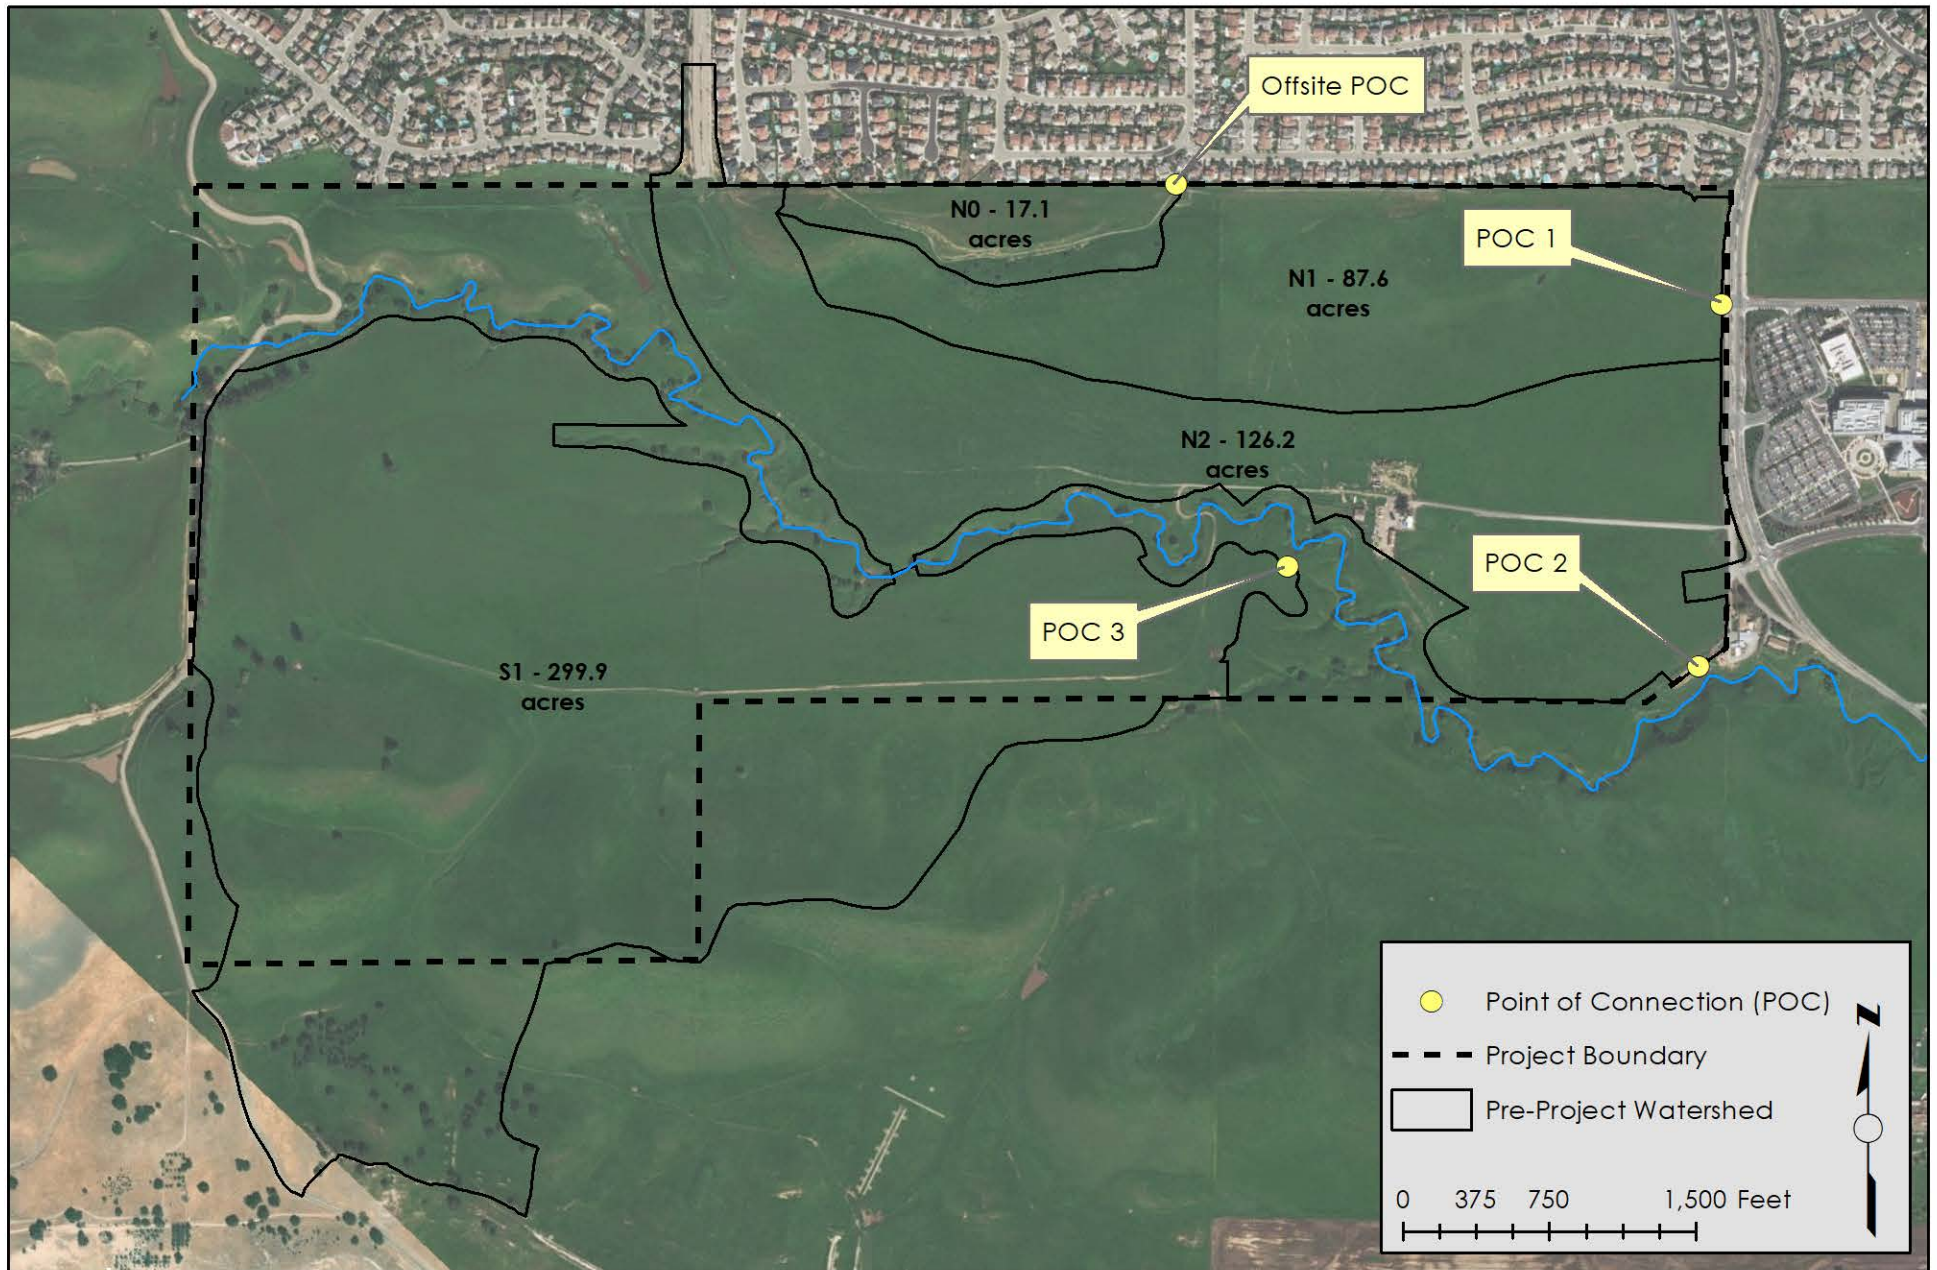 Offsite POC
N0 - 17.1
acres
POC 1
N1 - 87.6
acres
N2 - 126.2
acres
POC 2
POC 3
S1 - 299.9
acres
Point of Connection (POC)
Project Boundary
Pre-Project Watershed
N
0 375 750 1,500 Feet